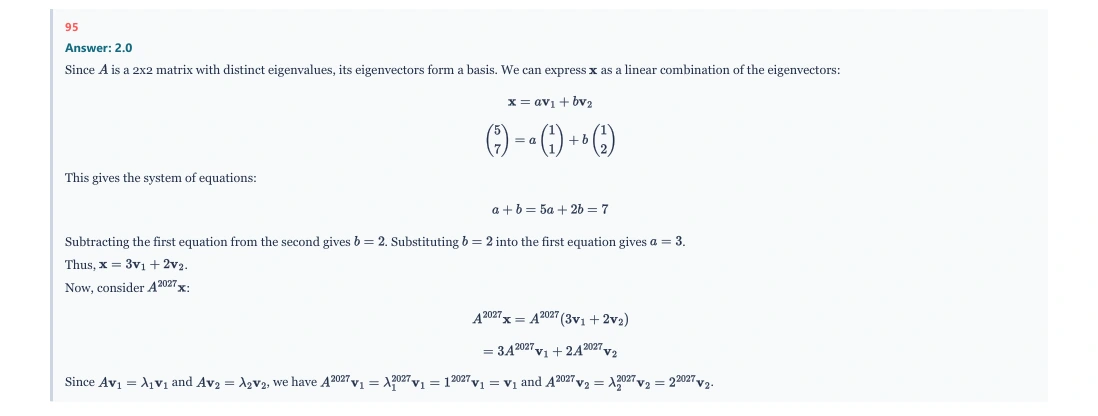 95
Answer: 2.0
Since A is a 2x2 matrix with distinct eigenvalues, its eigenvectors form a basis. We can express x as a linear combination of the eigenvectors:
x = av₁ + bv₂
(5 7) = a (1 1) + b (1 2)
This gives the system of equations:
a + b = 5a + 2b = 7
Subtracting the first equation from the second gives b = 2. Substituting b = 2 into the first equation gives a = 3.
Thus, x = 3v₁ + 2v₂.
Now, consider A²⁰²⁷x:
A²⁰²⁷x = A²⁰²⁷(3v₁ + 2v₂)
= 3A²⁰²⁷v₁ + 2A²⁰²⁷v₂
Since Av₁ = λ₁v₁ and Av₂ = λ₂v₂, we have A²⁰²⁷v₁ = λ₁²⁰²⁷v₁ = 1²⁰²⁷v₁ = v₁ and A²⁰²⁷v₂ = λ₂²⁰²⁷v₂ = 2²⁰²⁷v₂.